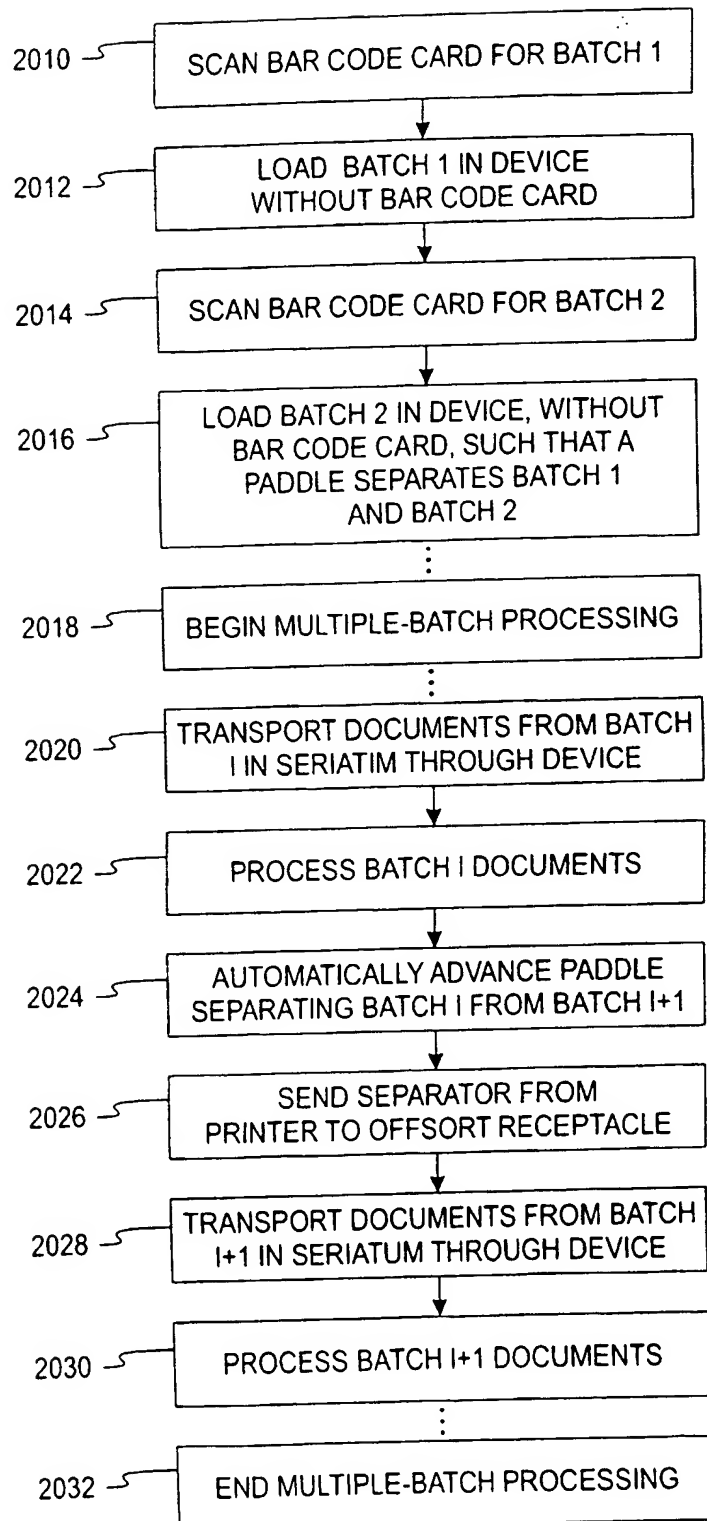 2010
SCAN BAR CODE CARD FOR BATCH 1
2012
LOAD BATCH 1 IN DEVICE
WITHOUT BAR CODE CARD
2014
SCAN BAR CODE CARD FOR BATCH 2
2016
LOAD BATCH 2 IN DEVICE, WITHOUT
BAR CODE CARD, SUCH THAT A
PADDLE SEPARATES BATCH 1
AND BATCH 2
2018
BEGIN MULTIPLE-BATCH PROCESSING
2020
TRANSPORT DOCUMENTS FROM BATCH
I IN SERIATIM THROUGH DEVICE
2022
PROCESS BATCH I DOCUMENTS
2024
AUTOMATICALLY ADVANCE PADDLE
SEPARATING BATCH I FROM BATCH I+1
2026
SEND SEPARATOR FROM
PRINTER TO OFFSORT RECEPTACLE
2028
TRANSPORT DOCUMENTS FROM BATCH
I+1 IN SERIATUM THROUGH DEVICE
2030
PROCESS BATCH I+1 DOCUMENTS
2032
END MULTIPLE-BATCH PROCESSING